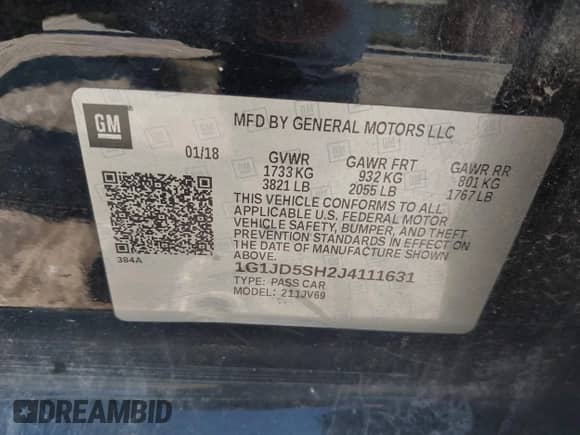 GM
MFD BY GENERAL MOTORS LLC
01/18 GVWR GAWR FRT GAWR RR
1733 KG 932 KG 801 KG
3821 LB 2055 LB 1767 LB
THIS VEHICLE CONFORMS TO ALL
APPLICABLE U.S. FEDERAL MOTOR
VEHICLE SAFETY, BUMPER, AND THEFT
PREVENTION STANDARDS IN EFFECT ON
THE DATE OF MANUFACTURE SHOWN
ABOVE.
384A
1G1JD5SH2J4111631
TYPE: PASS CAR
MODEL: 211JV69
DREAMBID